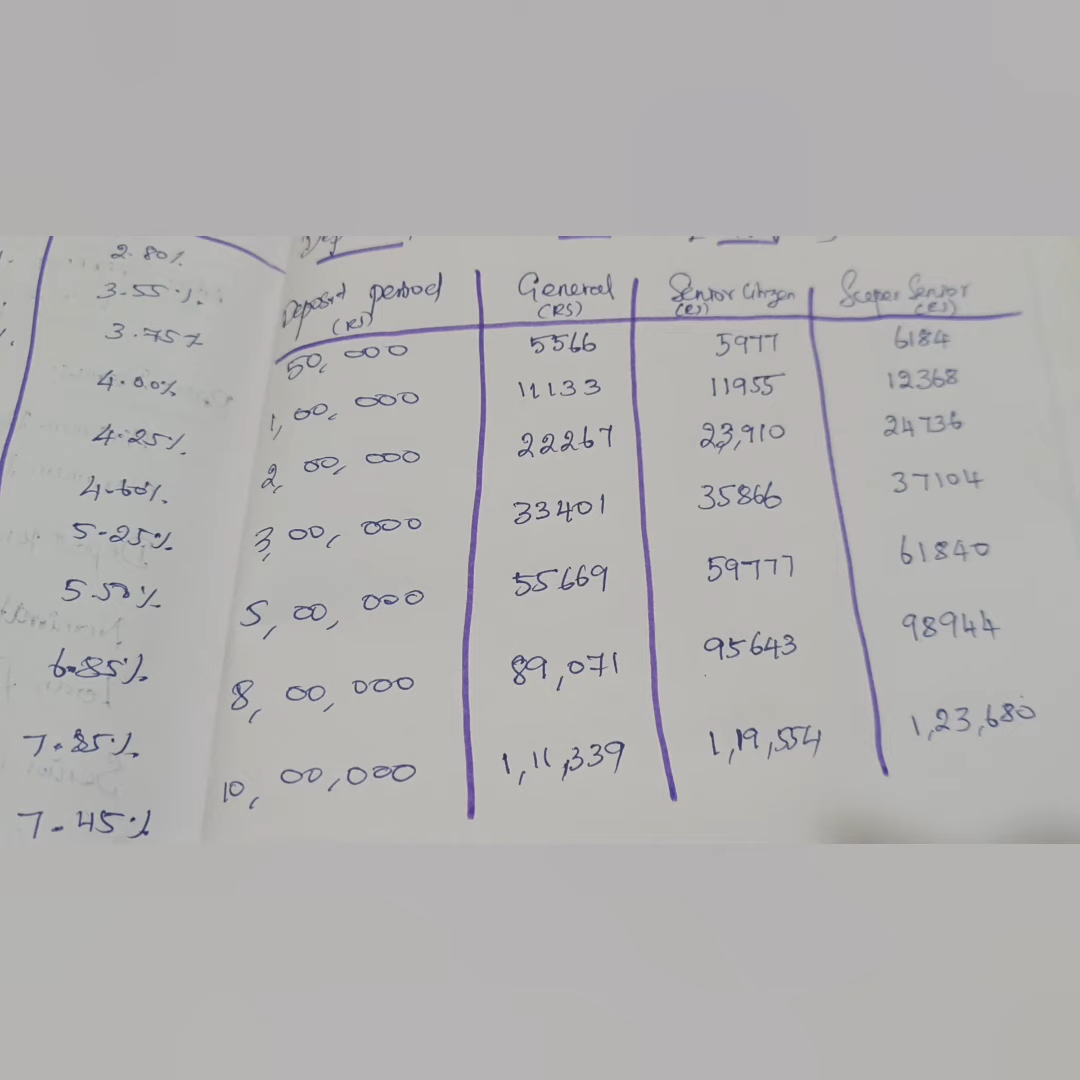 2.80%
3.55%.
3.757
4.00%
4.25%.
4.60%.
5.25%.
5.50%
6.85%.
7.85%.
7.45%
Deposit period General Senior Citizen Scoper Senior
(RS) (RS) (RS) (RS)
50,000 5566 5977 6184
1,00,000 11133 11955 12368
2,00,000 22267 23,910 24736
3,00,000 33401 35866 37104
5,00,000 55669 59777 61840
8,00,000 89,071 95643 98944
10,00,000 1,11,339 1,19,554 1,23,680